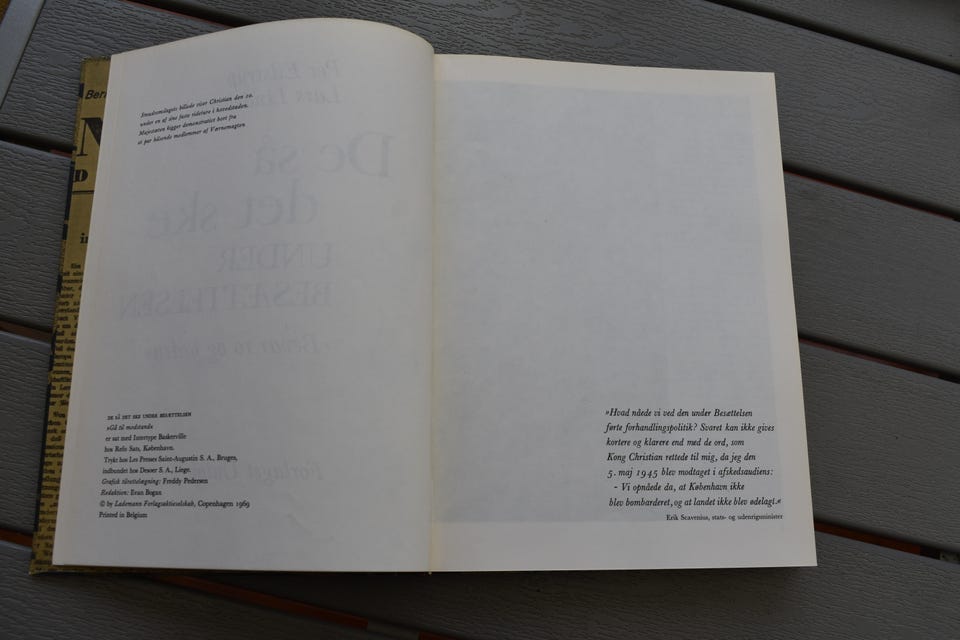 Smudsomslagets billede viser Christian den 10.
under en af sine faste rideture i hovedstaden.
Majestæten kigger demonstrativt bort fra
et par hilsende medlemmer af Værnemagten
DE SÅ DET SKE UNDER BESÆTTELSEN
»Gå til modstand«
er sat med Intertype Baskerville
hos Refo Sats, København.
Trykt hos Les Presses Saint-Augustin S. A., Bruges,
indbundet hos Desoer S. A., Liege.
Grafisk tilrettelægning: Freddy Pedersen
Redaktion: Evan Bogan
© by Lademann Forlagsaktieselskab, Copenhagen 1969
Printed in Belgium
»Hvad nåede vi ved den under Besættelsen
førte forhandlingspolitik? Svaret kan ikke gives
kortere og klarere end med de ord, som
Kong Christian rettede til mig, da jeg den
5. maj 1945 blev modtaget i afskedsaudiens:
- Vi opnåede da, at København ikke
blev bombarderet, og at landet ikke blev ødelagt.«
Erik Scavenius, stats- og udenrigsminister